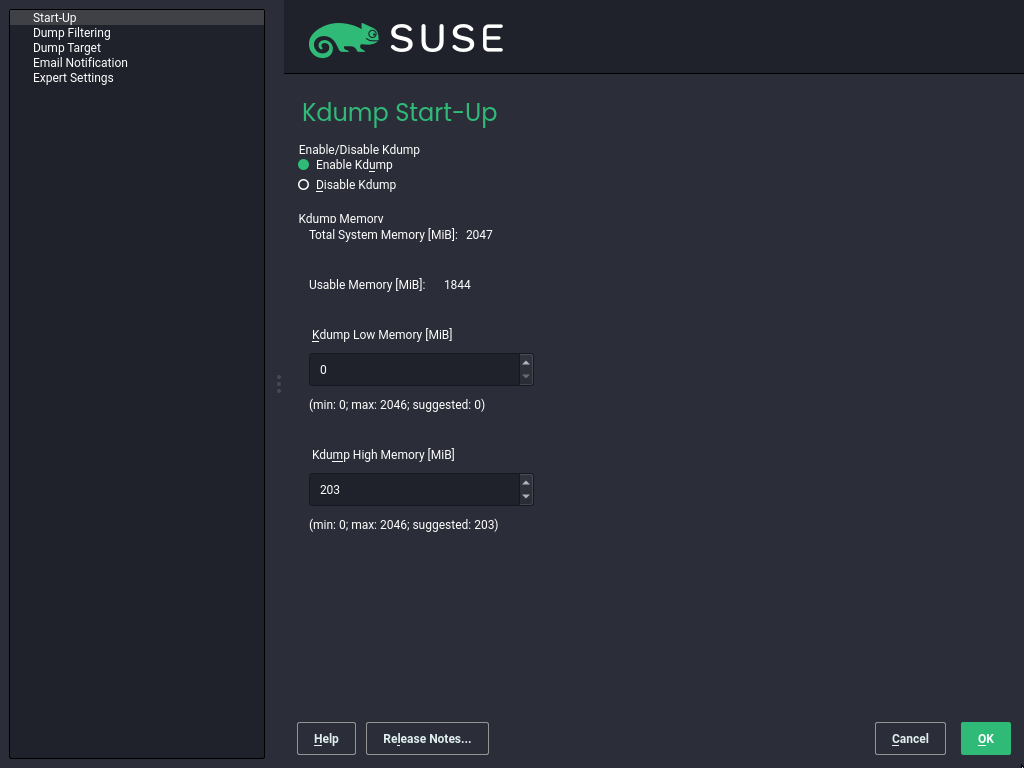 Start-Up
Dump Filtering
Dump Target
Email Notification
Expert Settings
SUSE
Kdump Start-Up
Enable/Disable Kdump
Enable Kdump
Disable Kdump
Kdump Memory
Total System Memory [MiB]: 2047
Usable Memory [MiB]: 1844
Kdump Low Memory [MiB]
0
(min: 0; max: 2046; suggested: 0)
Kdump High Memory [MiB]
203
(min: 0; max: 2046; suggested: 203)
Help Release Notes... Cancel OK